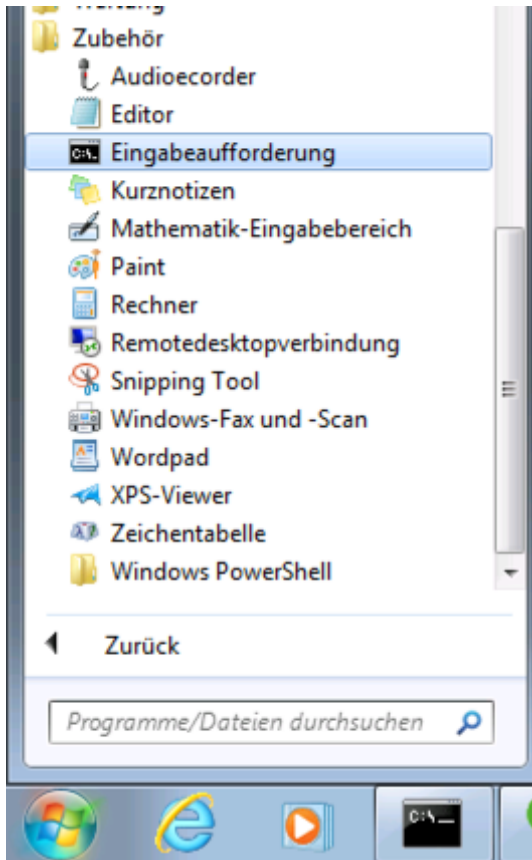 Wartung
Zubehör
Audioecorder
Editor
Eingabeaufforderung
Kurznotizen
Mathematik-Eingabebereich
Paint
Rechner
Remotedesktopverbindung
Snipping Tool
Windows-Fax und -Scan
Wordpad
XPS-Viewer
Zeichentabelle
Windows PowerShell
Zurück
Programme/Dateien durchsuchen
C:\_